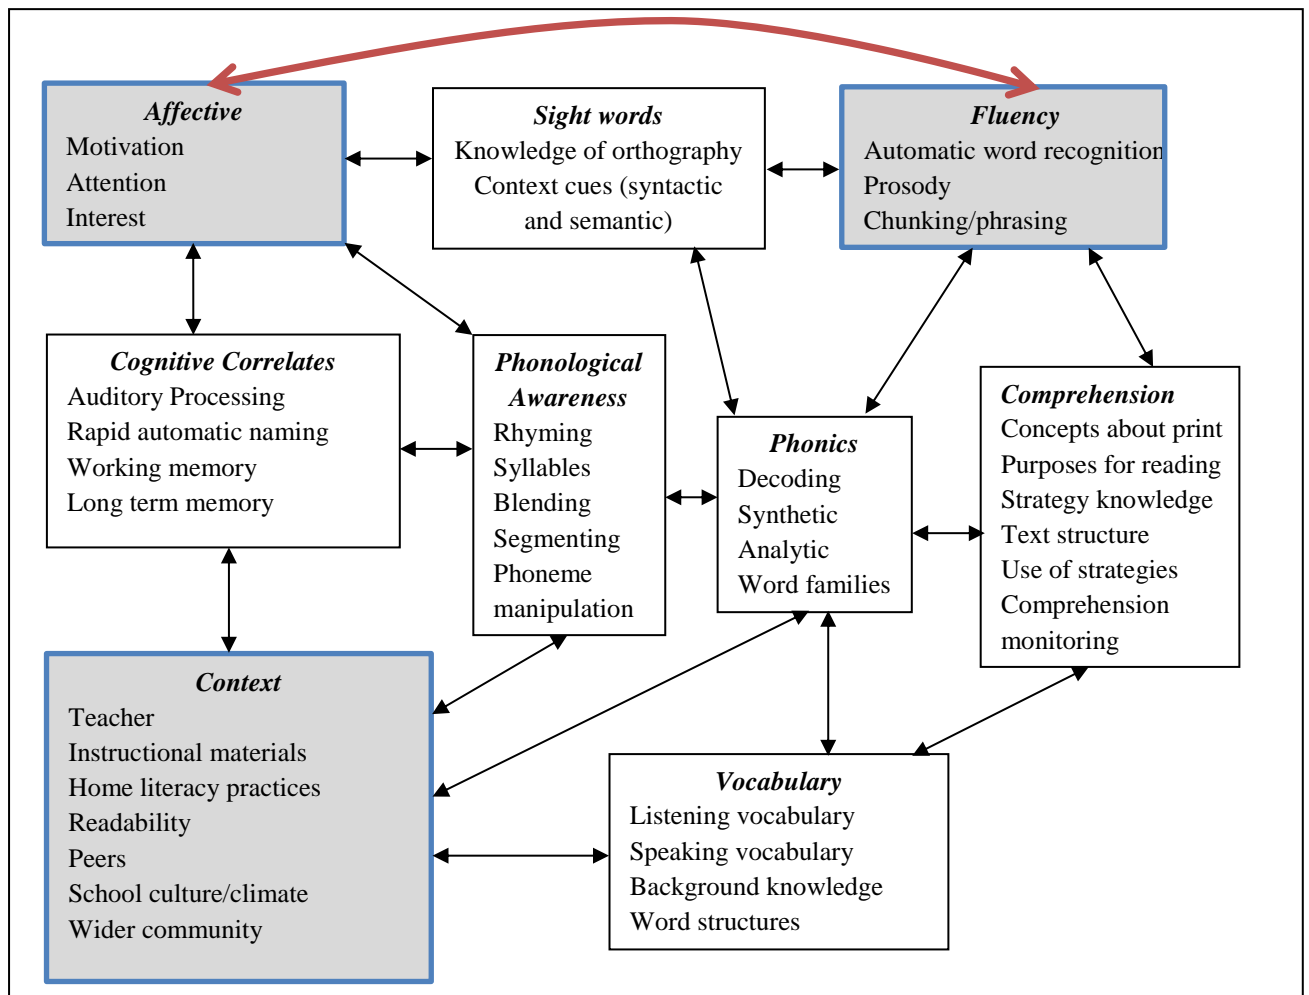 Affective
Motivation
Attention
Interest
Sight words
Knowledge of orthography
Context cues (syntactic
and semantic)
Fluency
Automatic word recognition
Prosody
Chunking/phrasing
Cognitive Correlates
Auditory Processing
Rapid automatic naming
Working memory
Long term memory
Phonological
Awareness
Rhyming
Syllables
Blending
Segmenting
Phoneme
manipulation
Phonics
Decoding
Synthetic
Analytic
Word families
Comprehension
Concepts about print
Purposes for reading
Strategy knowledge
Text structure
Use of strategies
Comprehension
monitoring
Context
Teacher
Instructional materials
Home literacy practices
Readability
Peers
School culture/climate
Wider community
Vocabulary
Listening vocabulary
Speaking vocabulary
Background knowledge
Word structures